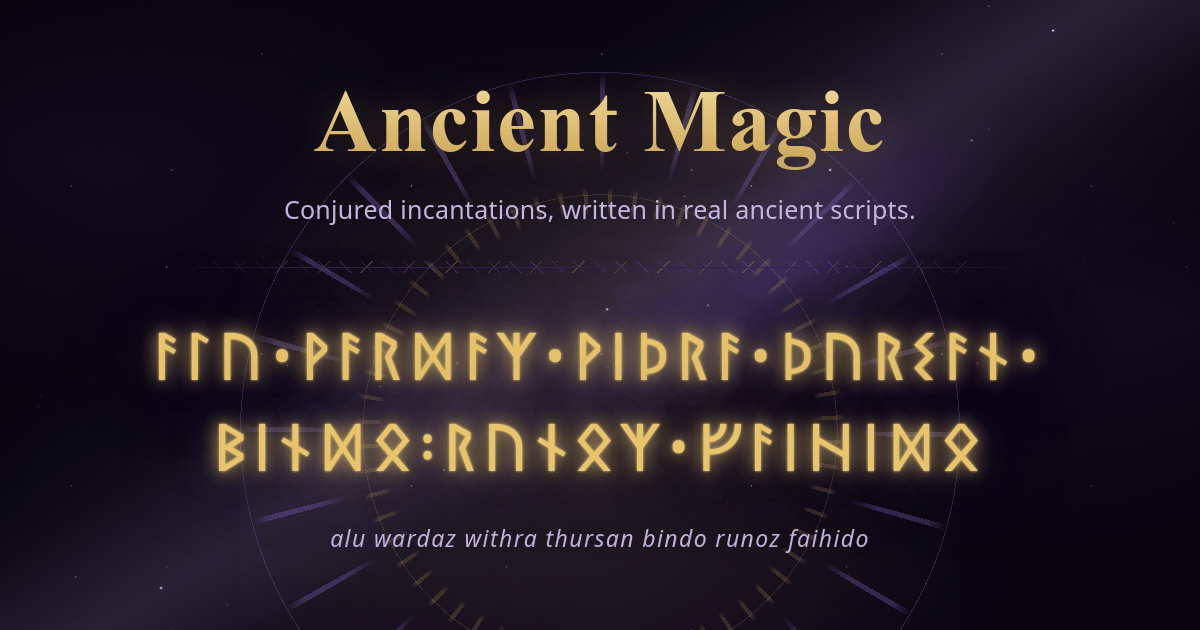 Ancient Magic
Conjured incantations, written in real ancient scripts.
ᚨᛚᚢ•ᚹᚨᚱᛞᚨᛉ•ᚹᛁᚦᚱᚨ•ᚦᚢᚱᛊᚨᚾ•
ᛒᛁᚾᛞᛟ:ᚱᚢᚾᛟᛉ•ᚠᚨᛁᚺᛁᛞᛟ
alu wardaz withra thursan bindo runoz faihido